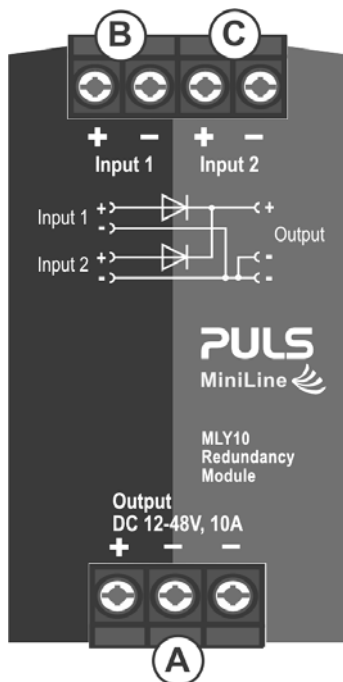 B C
+ − + −
Input 1 Input 2
Input 1 + - + Output - -
Input 2 + -
PULS
MiniLine
MLY10
Redundancy
Module
Output
DC 12-48V, 10A
+ − −
A